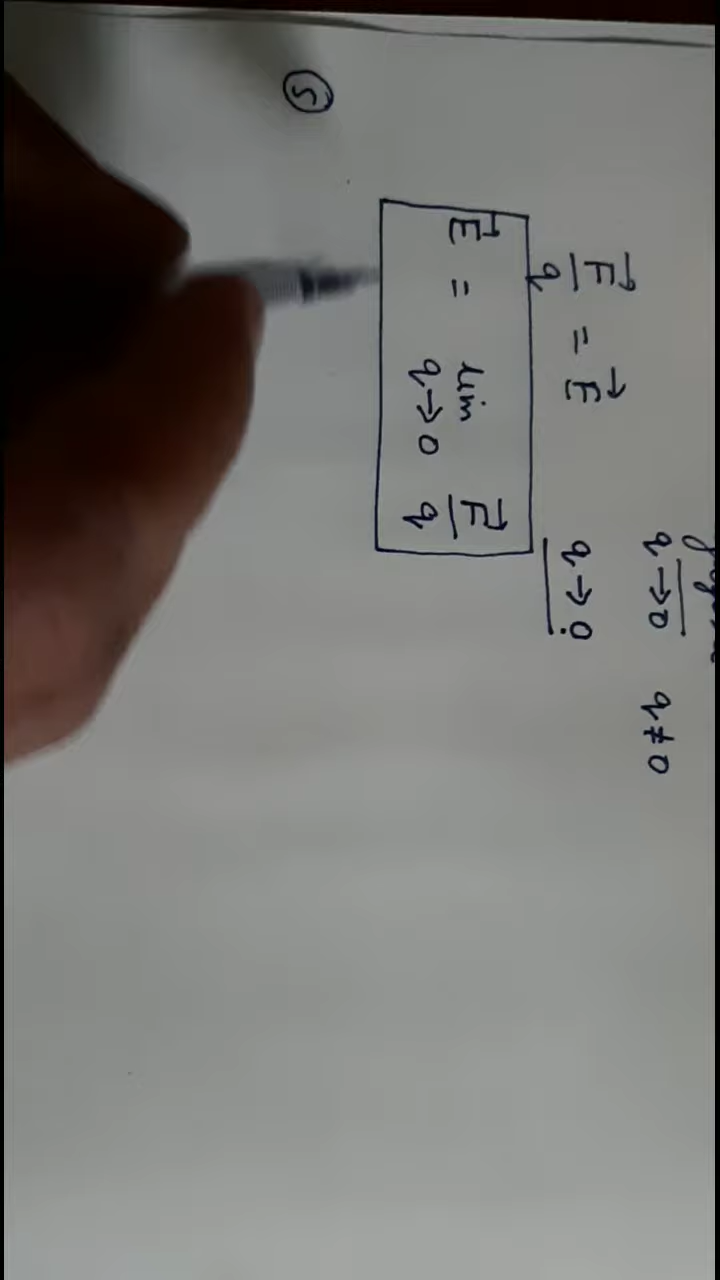 q→0 q≠0
F⃗/q = E⃗ q→0
E⃗ = lim q→0 F⃗/q
5